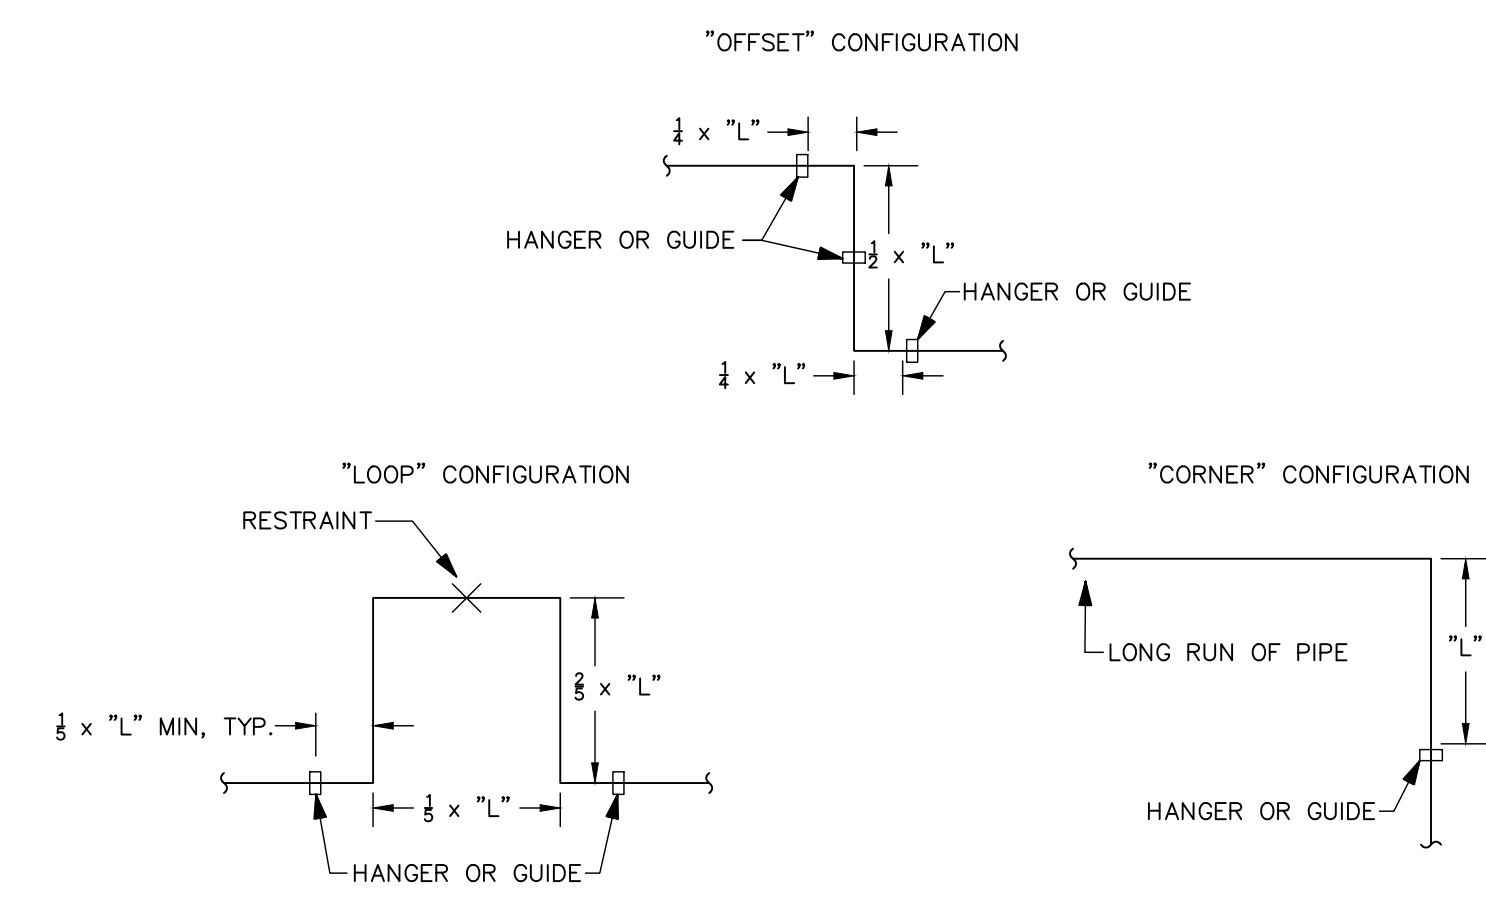 ”OFFSET” CONFIGURATION
1/4 x ”L”
HANGER OR GUIDE
1/2 x ”L”
HANGER OR GUIDE
1/4 x ”L”
”LOOP” CONFIGURATION
RESTRAINT
2/5 x ”L”
1/5 x ”L” MIN, TYP.
1/5 x ”L”
HANGER OR GUIDE
”CORNER” CONFIGURATION
LONG RUN OF PIPE
”L”
HANGER OR GUIDE